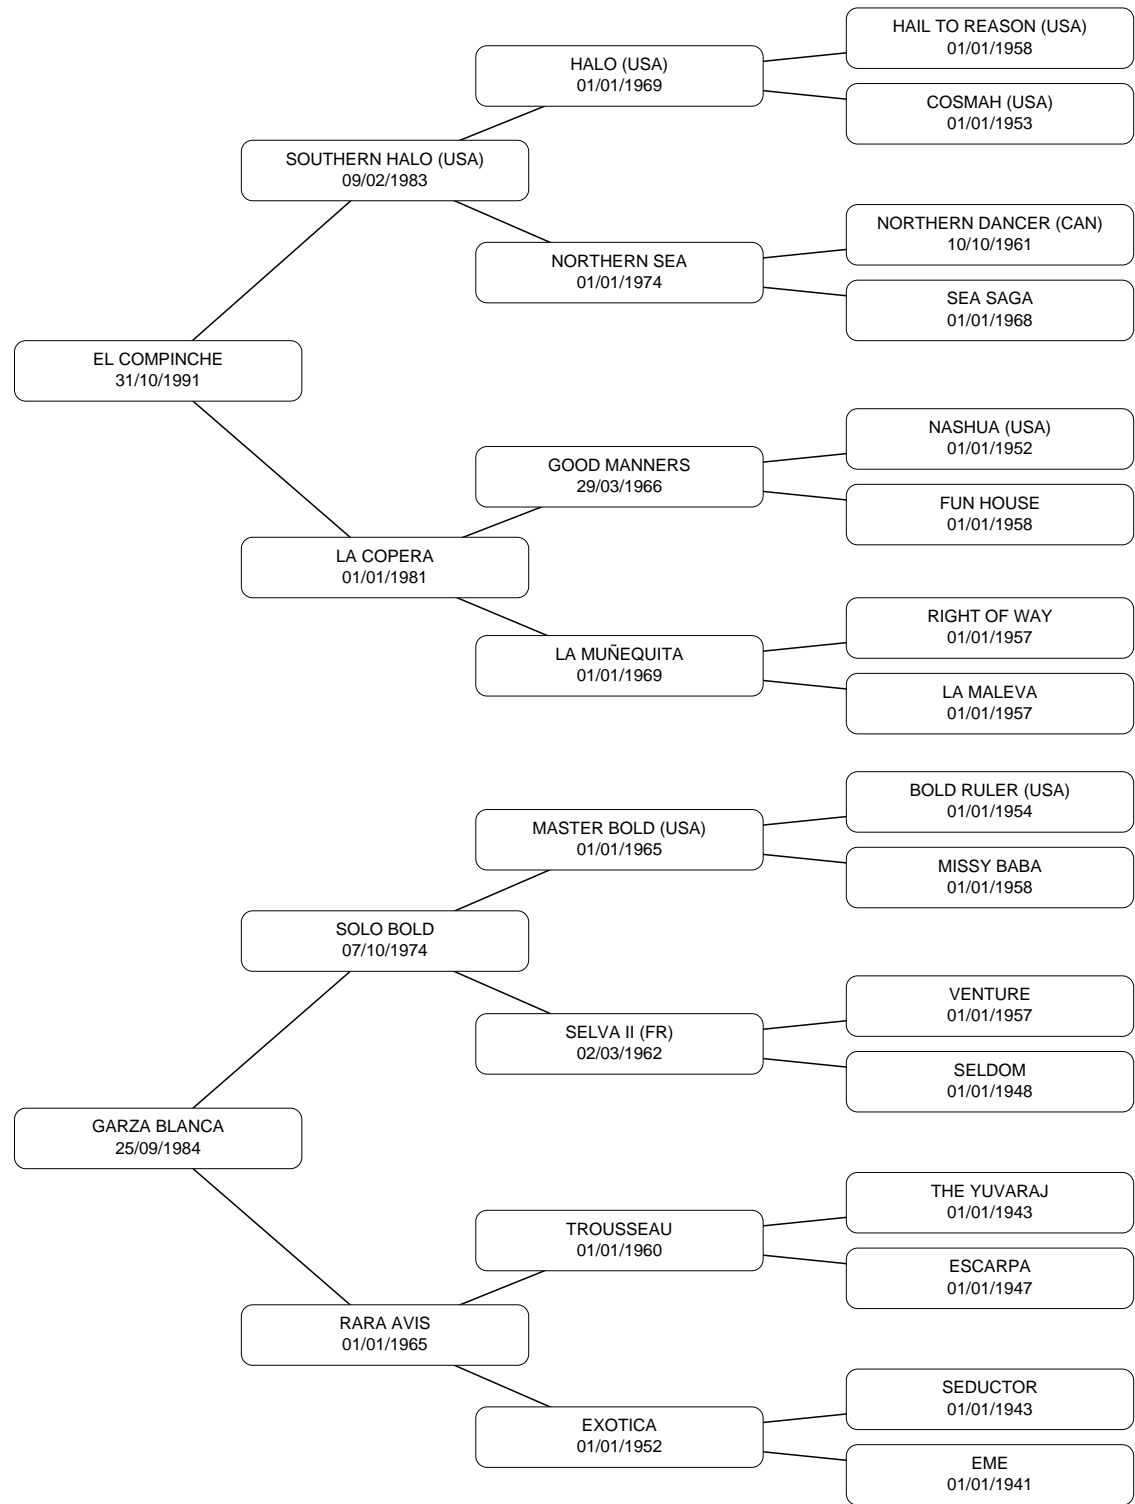 HAIL TO REASON (USA)
01/01/1958
HALO (USA)
01/01/1969
COSMAH (USA)
01/01/1953
SOUTHERN HALO (USA)
09/02/1983
NORTHERN DANCER (CAN)
10/10/1961
NORTHERN SEA
01/01/1974
SEA SAGA
01/01/1968
EL COMPINCHE
31/10/1991
NASHUA (USA)
01/01/1952
GOOD MANNERS
29/03/1966
FUN HOUSE
01/01/1958
LA COPERA
01/01/1981
RIGHT OF WAY
01/01/1957
LA MUÑEQUITA
01/01/1969
LA MALEVA
01/01/1957
BOLD RULER (USA)
01/01/1954
MASTER BOLD (USA)
01/01/1965
MISSY BABA
01/01/1958
SOLO BOLD
07/10/1974
VENTURE
01/01/1957
SELVA II (FR)
02/03/1962
SELDOM
01/01/1948
GARZA BLANCA
25/09/1984
THE YUVARAJ
01/01/1943
TROUSSEAU
01/01/1960
ESCARPA
01/01/1947
RARA AVIS
01/01/1965
SEDUCTOR
01/01/1943
EXOTICA
01/01/1952
EME
01/01/1941